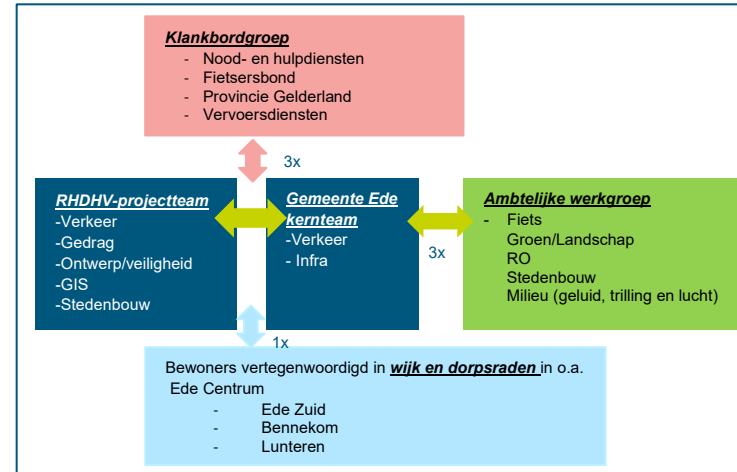 Klankbordgroep
- Nood- en hulpdiensten
- Fietsersbond
- Provincie Gelderland
- Vervoersdiensten
3x
RHDHV-projectteam
-Verkeer
-Gedrag
-Ontwerp/veiligheid
-GIS
-Stedenbouw
Gemeente Ede
kernteam
-Verkeer
- Infra
3x
Ambtelijke werkgroep
- Fiets
Groen/Landschap
RO
Stedenbouw
Milieu (geluid, trilling en lucht)
1x
Bewoners vertegenwoordigd in wijk en dorpsraden in o.a.
Ede Centrum
- Ede Zuid
- Bennekom
- Lunteren